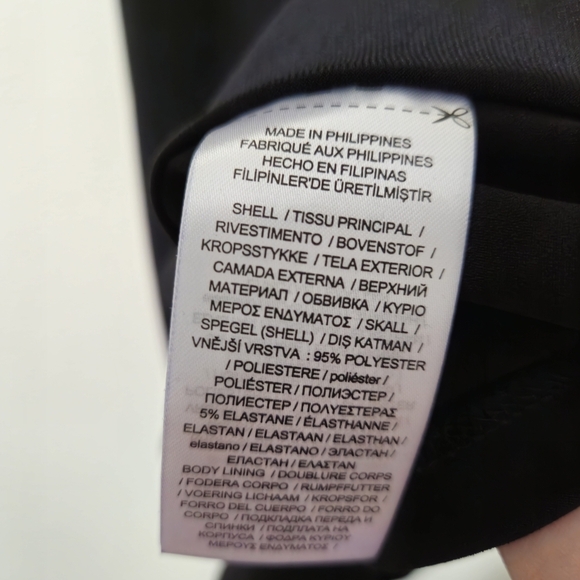 MADE IN PHILIPPINES
FABRIQUÉ AUX PHILIPPINES
HECHO EN FILIPINAS
FİLİPİNLER'DE ÜRETİLMİŞTİR
SHELL / TISSU PRINCIPAL /
RIVESTIMENTO / BOVENSTOF /
KROPSSTYKKE / TELA EXTERIOR /
CAMADA EXTERNA / ВЕРХНИЙ
МАТЕРИАЛ / ОБВИВКА / ΚΥΡΙΟ
ΜΕΡΟΣ ΕΝΔΥΜΑΤΟΣ / SKALL /
SPEGEL (SHELL) / DIŞ KATMAN /
VNĚJŠÍ VRSTVA : 95% POLYESTER
/ POLIESTERE / poliéster /
POLIÉSTER / ПОЛИЭСТЕР /
ПОЛИЕСТЕР / ΠΟΛΥΕΣΤΕΡΑΣ
5% ELASTANE / ÉLASTHANNE /
ELASTAN / ELASTAAN / ELASTHAN /
elastano / ELASTANO / ЭЛАСТАН /
ЕЛАСТАН / ΕΛΑΣΤΑΝ
BODY LINING / DOUBLURE CORPS
/ FODERA CORPO / RUMPFFUTTER
/ VOERING LICHAAM / KROPSFOR /
FORRO DEL CUERPO / FORRO DO
CORPO / ПОДКЛАДКА ПЕРЕДА И
СПИНКИ / ПОДПЛАТА НА
КОРПУСА / ΦΟΔΡΑ ΚΥΡΙΟΥ
ΜΕΡΟΥΣ ΕΝΔΥΜΑΤΟΣ /